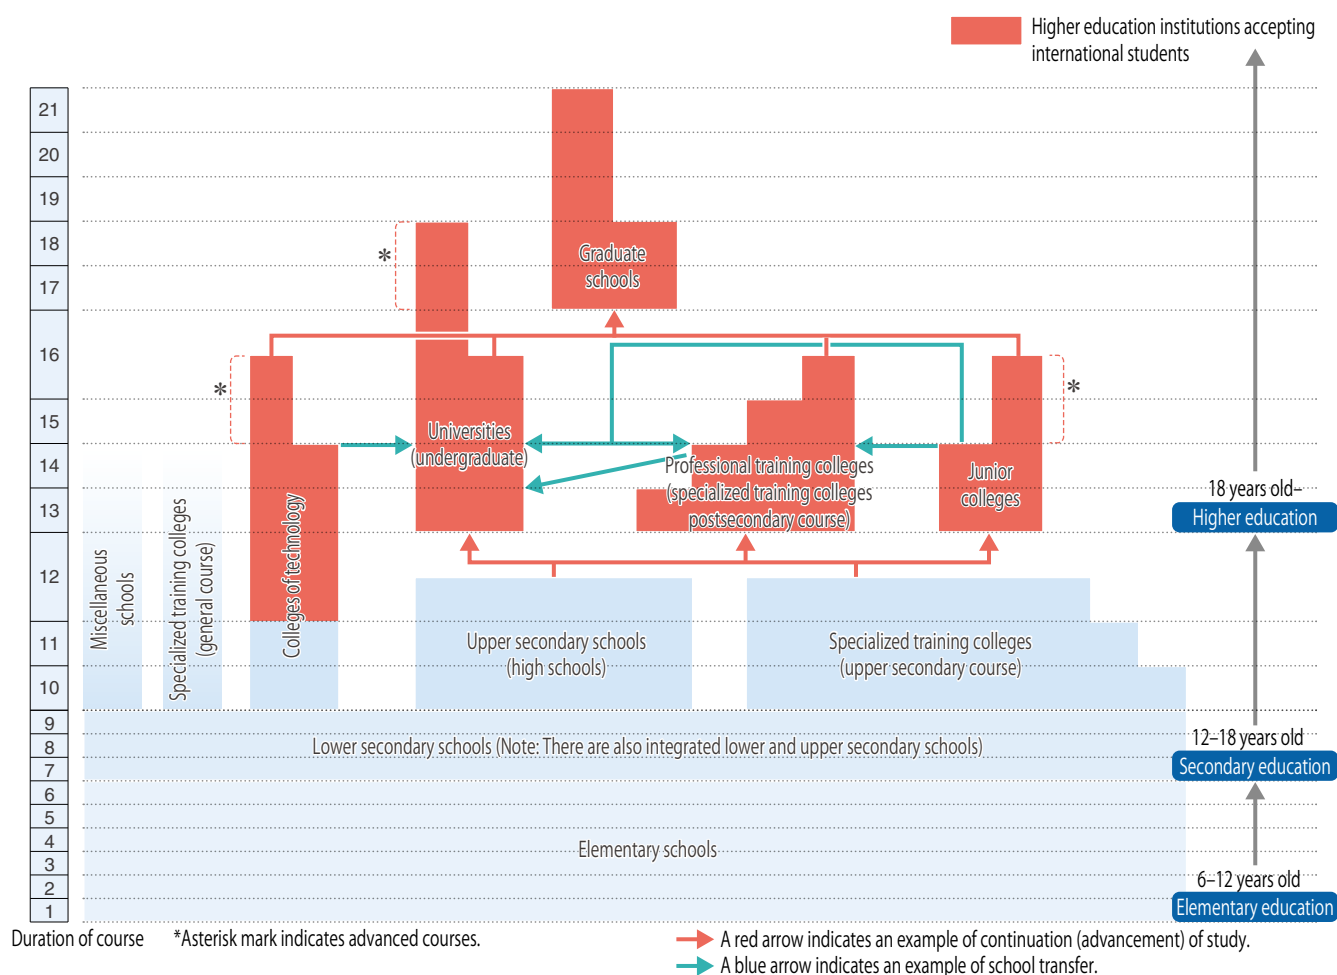 Higher education institutions accepting
international students
21
20
19
18
17
16
15
14
13
12
11
10
9
8
7
6
5
4
3
2
1
*
Graduate
schools
*
*
Universities
(undergraduate)
Professional training colleges
(specialized training colleges
postsecondary course)
Junior
colleges
18 years old–
Higher education
Miscellaneous
schools
Specialized training colleges
(general course)
Colleges of technology
Upper secondary schools
(high schools)
Specialized training colleges
(upper secondary course)
Lower secondary schools (Note: There are also integrated lower and upper secondary schools)
12–18 years old
Secondary education
Elementary schools
6–12 years old
Elementary education
Duration of course
*Asterisk mark indicates advanced courses.
A red arrow indicates an example of continuation (advancement) of study.
A blue arrow indicates an example of school transfer.